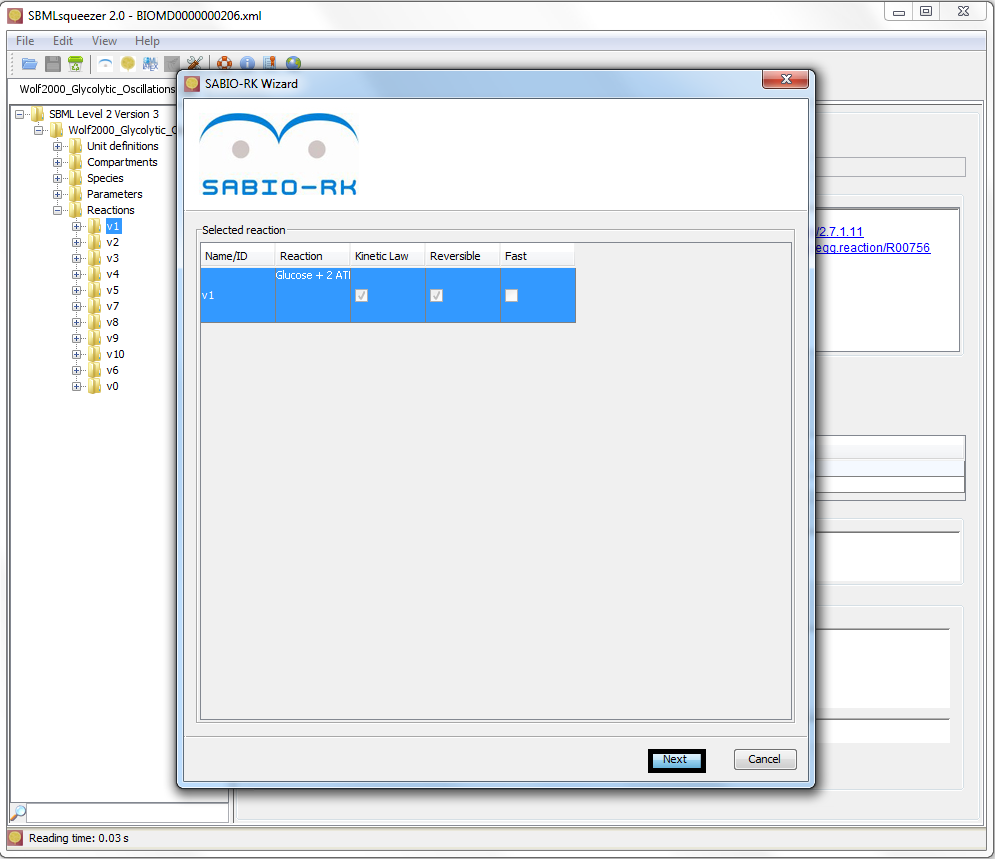 SBMLsqueezer 2.0 - BIOMD0000000206.xml
File Edit View Help
Wolf2000_Glycolytic_Oscillations
SBML Level 2 Version 3
Wolf2000_Glycolytic_
Unit definitions
Compartments
Species
Parameters
Reactions
v1
v2
v3
v4
v5
v7
v8
v9
v10
v6
v0
SABIO-RK Wizard
SABIO-RK
Selected reaction
Name/ID Reaction Kinetic Law Reversible Fast
v1 Glucose + 2 ATI
/2.7.1.11
egg.reaction/R00756
Next Cancel
Reading time: 0.03 s